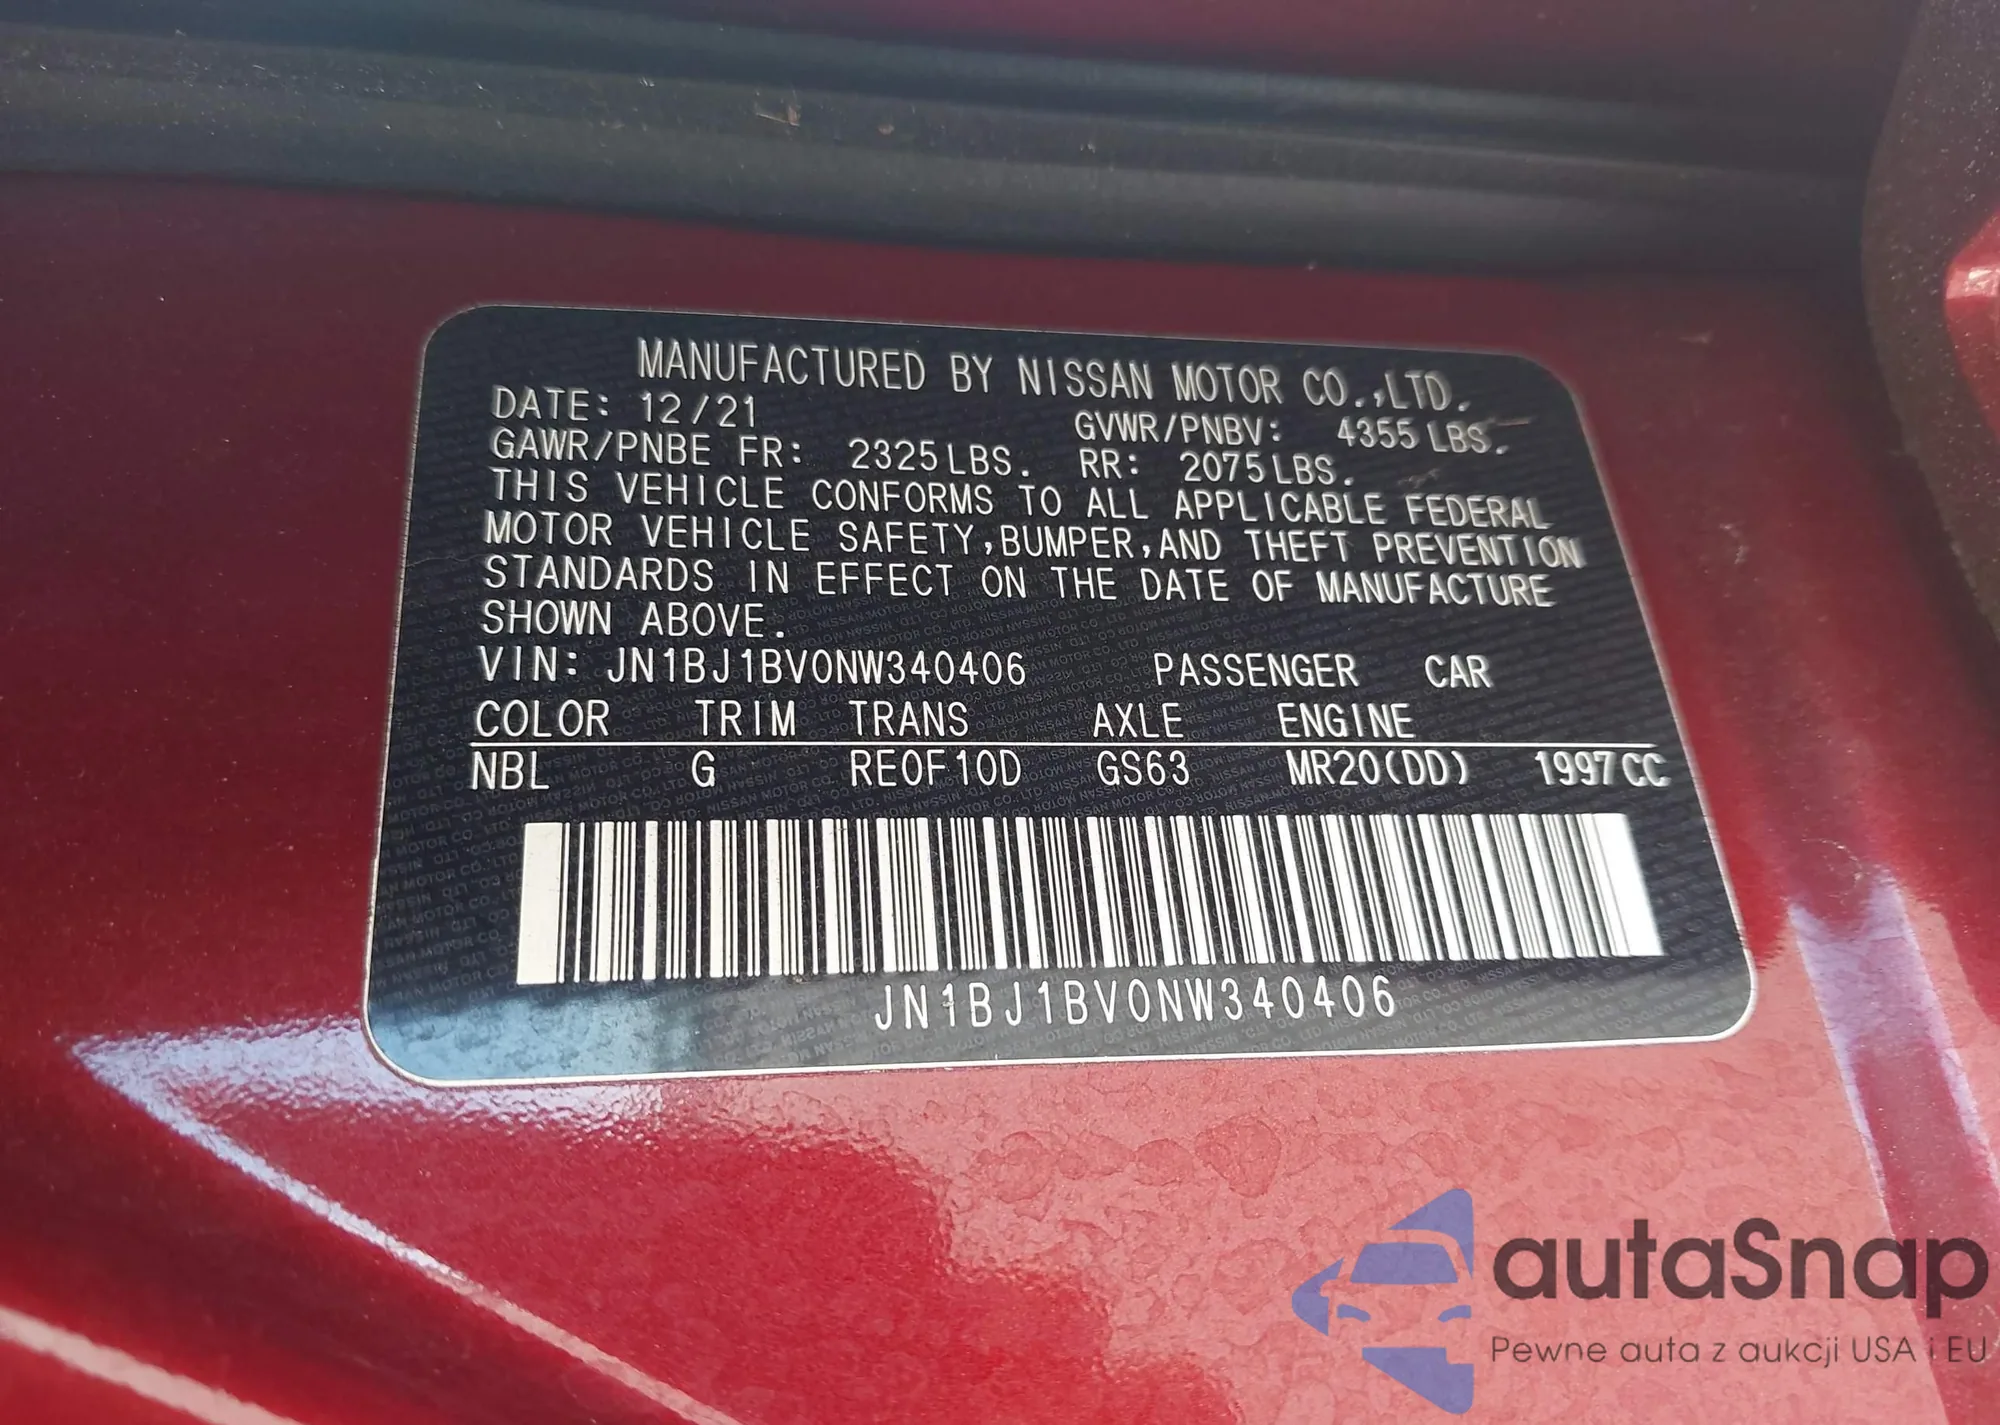 MANUFACTURED BY NISSAN MOTOR CO.,LTD.
DATE: 12/21 GVWR/PNBV: 4355 LBS.
GAWR/PNBE FR: 2325 LBS. RR: 2075 LBS.
THIS VEHICLE CONFORMS TO ALL APPLICABLE FEDERAL
MOTOR VEHICLE SAFETY,BUMPER,AND THEFT PREVENTION
STANDARDS IN EFFECT ON THE DATE OF MANUFACTURE
SHOWN ABOVE.
VIN: JN1BJ1BV0NW340406 PASSENGER CAR
COLOR TRIM TRANS AXLE ENGINE
NBL G RE0F10D GS63 MR20(DD) 1997CC
JN1BJ1BV0NW340406
autaSnap
Pewne auta z aukcji USA i EU